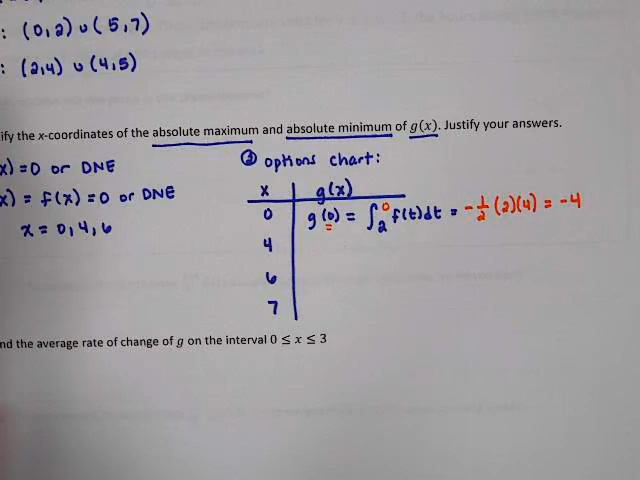 : (0,2) ∪ (5,7)
: (2,4) ∪ (4,5)
ify the x-coordinates of the absolute maximum and absolute minimum of g(x). Justify your answers.
x) = 0 or DNE
x) = f(x) = 0 or DNE
x = 0, 4, 6
② options chart:
x g(x)
0 g(0) = ∫₂⁰ f(t)dt = -½(2)(4) = -4
4
6
7
nd the average rate of change of g on the interval 0 ≤ x ≤ 3